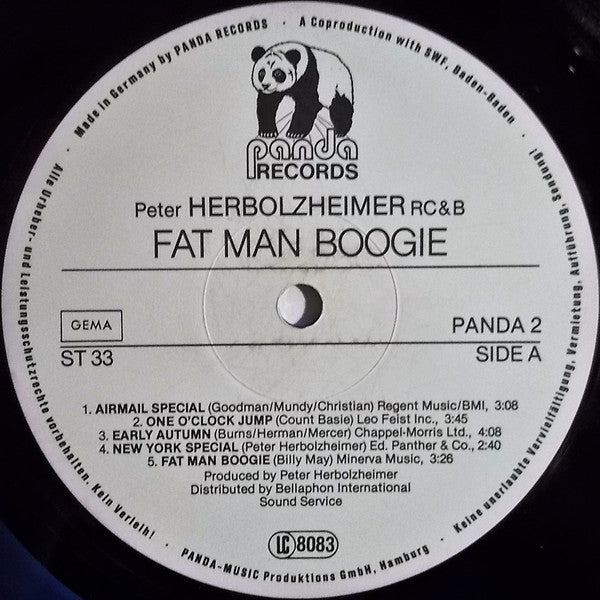 · Made in Germany by PANDA RECORDS · A Coproduction with SWF, Baden-Baden ·
Alle Urheber- und Leistungsschutzrechte vorbehalten. Kein Verleih! · PANDA-MUSIC Produktions GmbH, Hamburg · Keine unerlaubte Vervielfältigung, Vermietung, Aufführung, Sendung!
panda
RECORDS
Peter HERBOLZHEIMER RC&B
FAT MAN BOOGIE
GEMA
PANDA 2
ST 33
SIDE A
1. AIRMAIL SPECIAL (Goodman/Mundy/Christian) Regent Music/BMI, 3:08
2. ONE O'CLOCK JUMP (Count Basie) Leo Feist Inc., 3:45
3. EARLY AUTUMN (Burns/Herman/Mercer) Chappel-Morris Ltd., 4:08
4. NEW YORK SPECIAL (Peter Herbolzheimer) Ed. Panther & Co., 2:40
5. FAT MAN BOOGIE (Billy May) Minerva Music, 3:26
Produced by Peter Herbolzheimer
Distributed by Bellaphon International
Sound Service
LC 8083